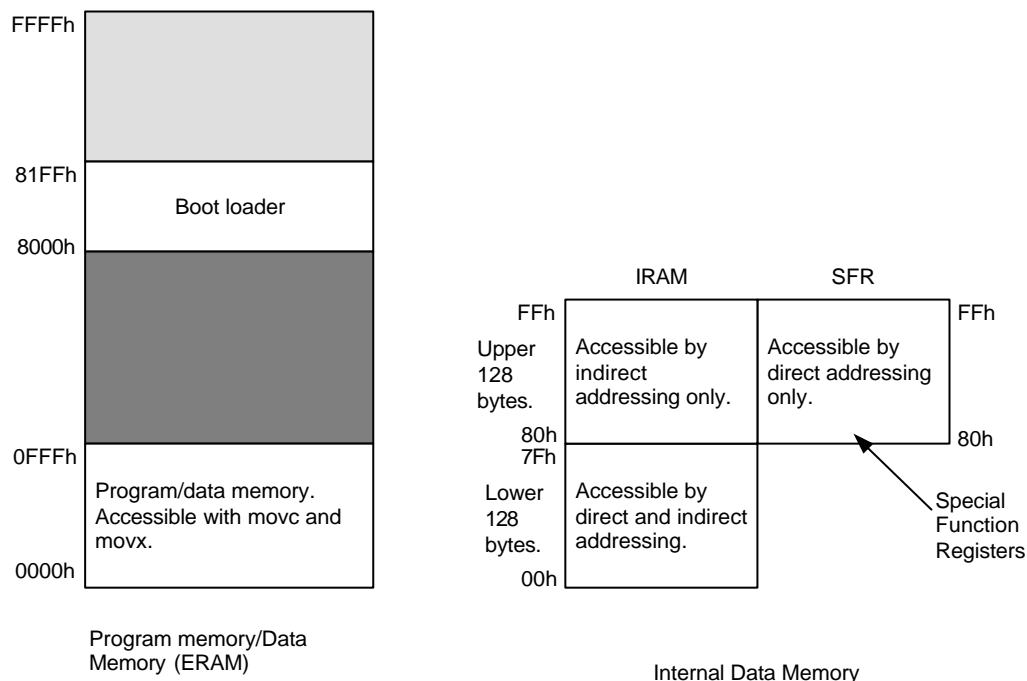 FFFFh
81FFh
Boot loader
8000h
0FFFh
Program/data memory.
Accessible with movc and
movx.
0000h
Program memory/Data
Memory (ERAM)
IRAM
SFR
FFh
FFh
Upper
128
bytes.
Accessible by
indirect
addressing only.
Accessible by
direct addressing
only.
80h
80h
7Fh
Lower
128
bytes.
Accessible by
direct and indirect
addressing.
Special
Function
Registers
00h
Internal Data Memory